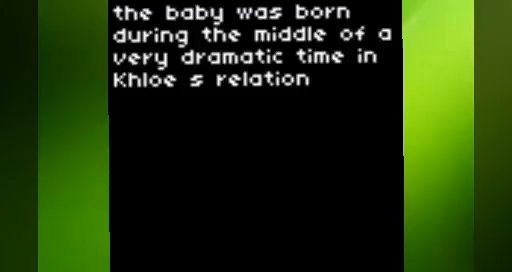 the baby was born
during the middle of a
very dramatic time in
Khloe s relation